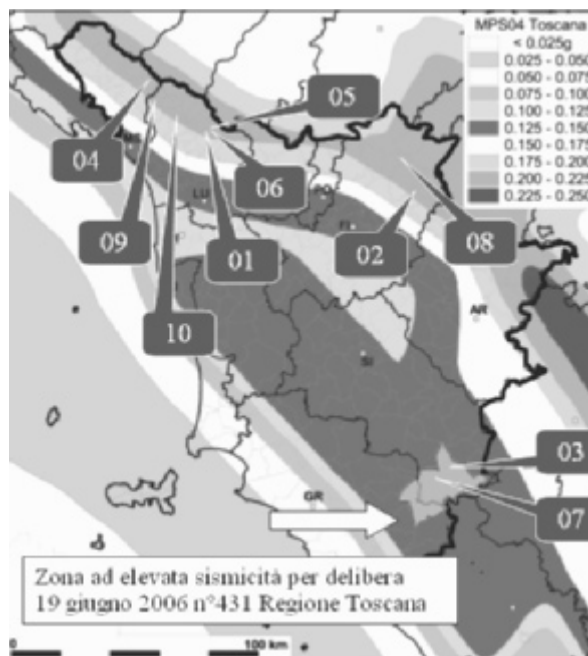 MPS04 Toscana
< 0.025g
0.025 - 0.050
0.050 - 0.075
0.075 - 0.100
0.100 - 0.125
0.125 - 0.150
0.150 - 0.175
0.175 - 0.200
0.200 - 0.225
0.225 - 0.250
05
04
06
LU
PO
FI
09
01
02
08
10
AR
SI
03
07
GR
Zona ad elevata sismicità per delibera
19 giugno 2006 n°431 Regione Toscana
0
100 km